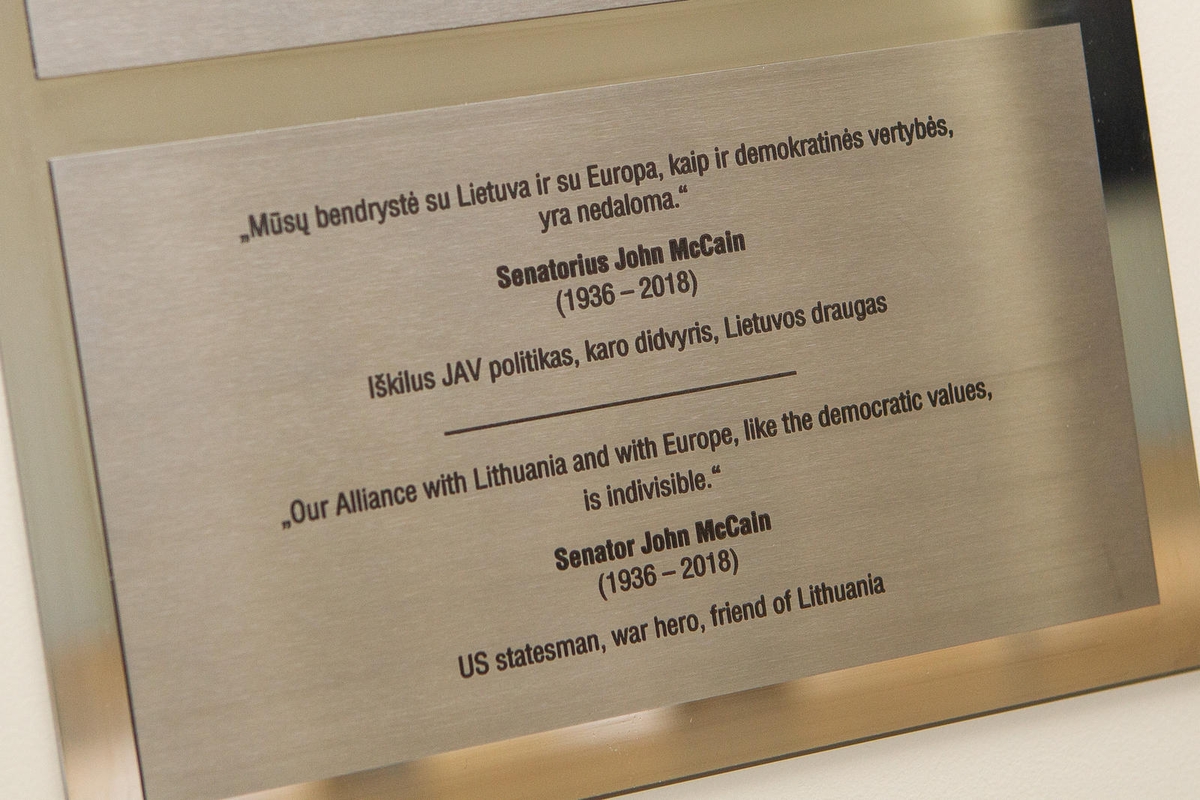 „Mūsų bendrystė su Lietuva ir su Europa, kaip ir demokratinės vertybės,
yra nedaloma.“
Senatorius John McCain
(1936 – 2018)
Iškilus JAV politikas, karo didvyris, Lietuvos draugas
„Our Alliance with Lithuania and with Europe, like the democratic values,
is indivisible.“
Senator John McCain
(1936 – 2018)
US statesman, war hero, friend of Lithuania